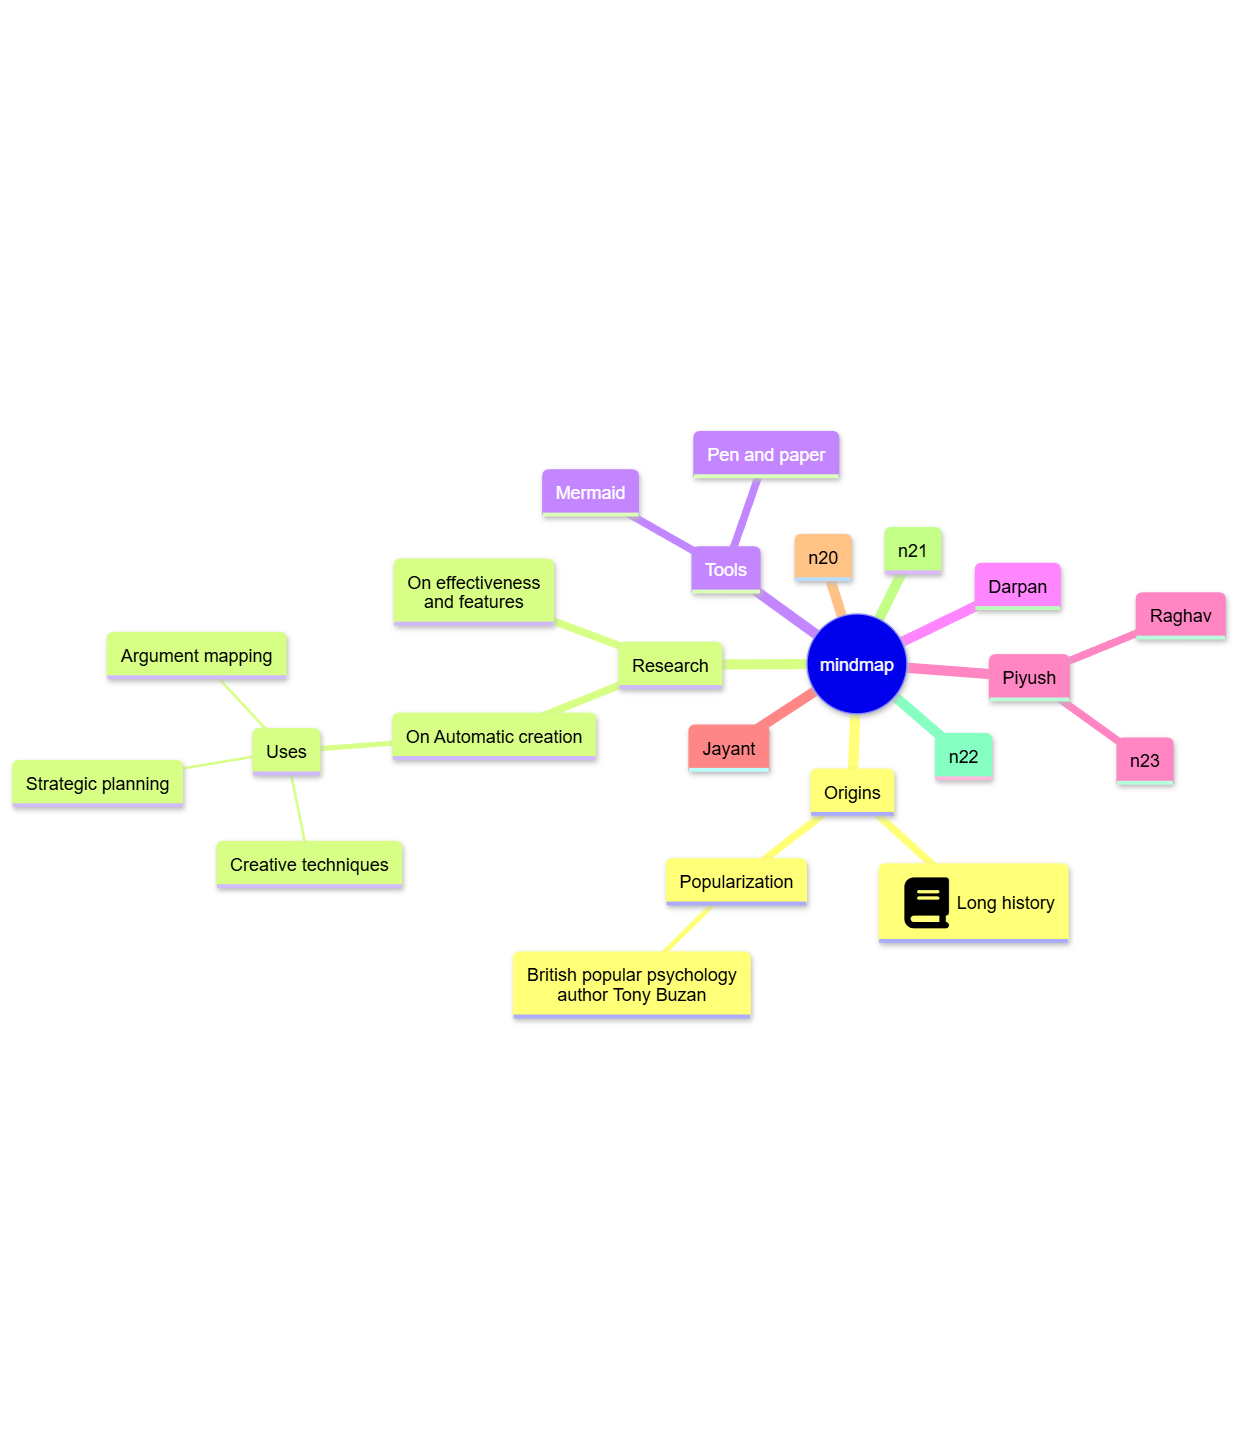 Pen and paper
Mermaid
n21
n20
Tools
On effectiveness
and features
Darpan
Raghav
Argument mapping
Research
mindmap
Piyush
On Automatic creation
Jayant
Uses
n22
n23
Strategic planning
Origins
Creative techniques
Popularization
Long history
British popular psychology
author Tony Buzan